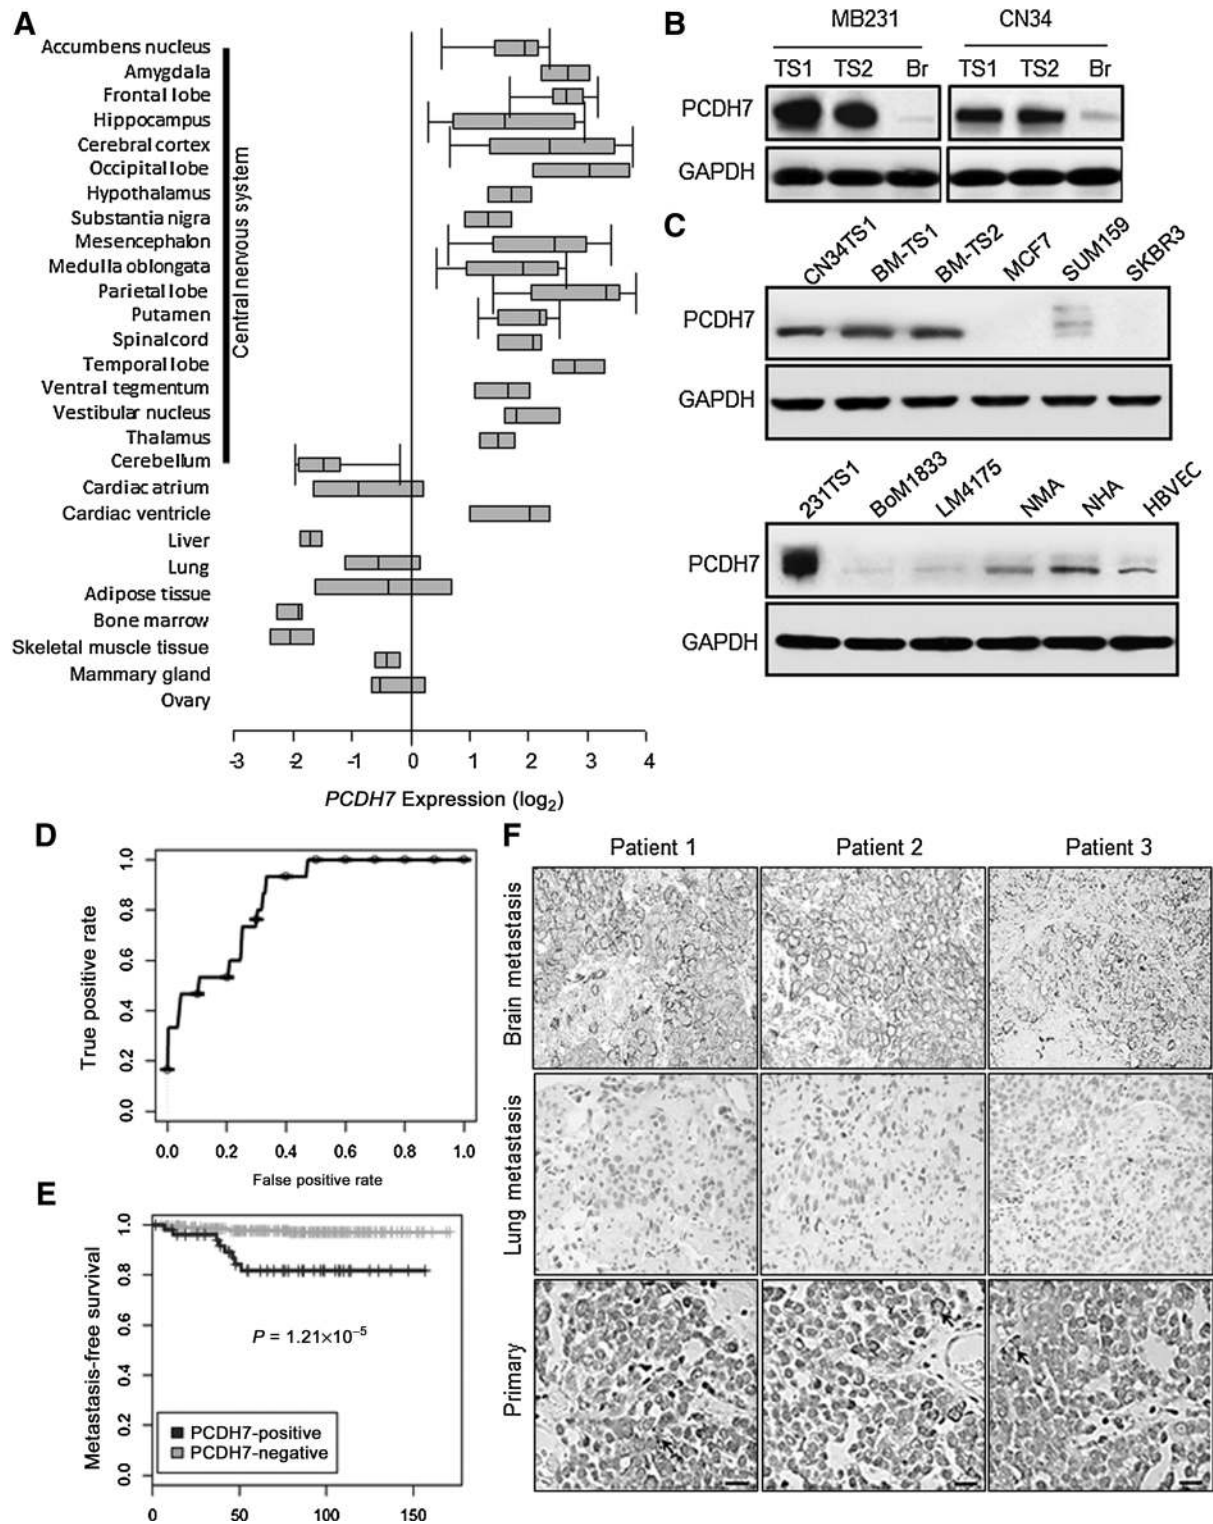 A
Accumbens nucleus
Amygdala
Frontal lobe
Hippocampus
Cerebral cortex
Occipital lobe
Hypothalamus
Substantia nigra
Mesencephalon
Medulla oblongata
Parietal lobe
Putamen
Spinal cord
Temporal lobe
Ventral tegmentum
Vestibular nucleus
Thalamus
Cerebellum
Cardiac atrium
Cardiac ventricle
Liver
Lung
Adipose tissue
Bone marrow
Skeletal muscle tissue
Mammary gland
Ovary
Central nervous system
-3 -2 -1 0 1 2 3 4
PCDH7 Expression (log2)
B
MB231 CN34
TS1 TS2 Br TS1 TS2 Br
PCDH7
GAPDH
C
CN34TS1 BM-TS1 BM-TS2 MCF7 SUM159 SKBR3
PCDH7
GAPDH
231TS1 BoM1833 LM4175 NMA NHA HBVEC
PCDH7
GAPDH
D
True positive rate
1.0
0.8
0.6
0.4
0.2
0.0
0.0 0.2 0.4 0.6 0.8 1.0
False positive rate
E
Metastasis-free survival
1.0
0.8
0.6
0.4
0.2
0.0
P = 1.21×10−5
PCDH7-positive
PCDH7-negative
0 50 100 150
F
Patient 1 Patient 2 Patient 3
Brain metastasis
Lung metastasis
Primary